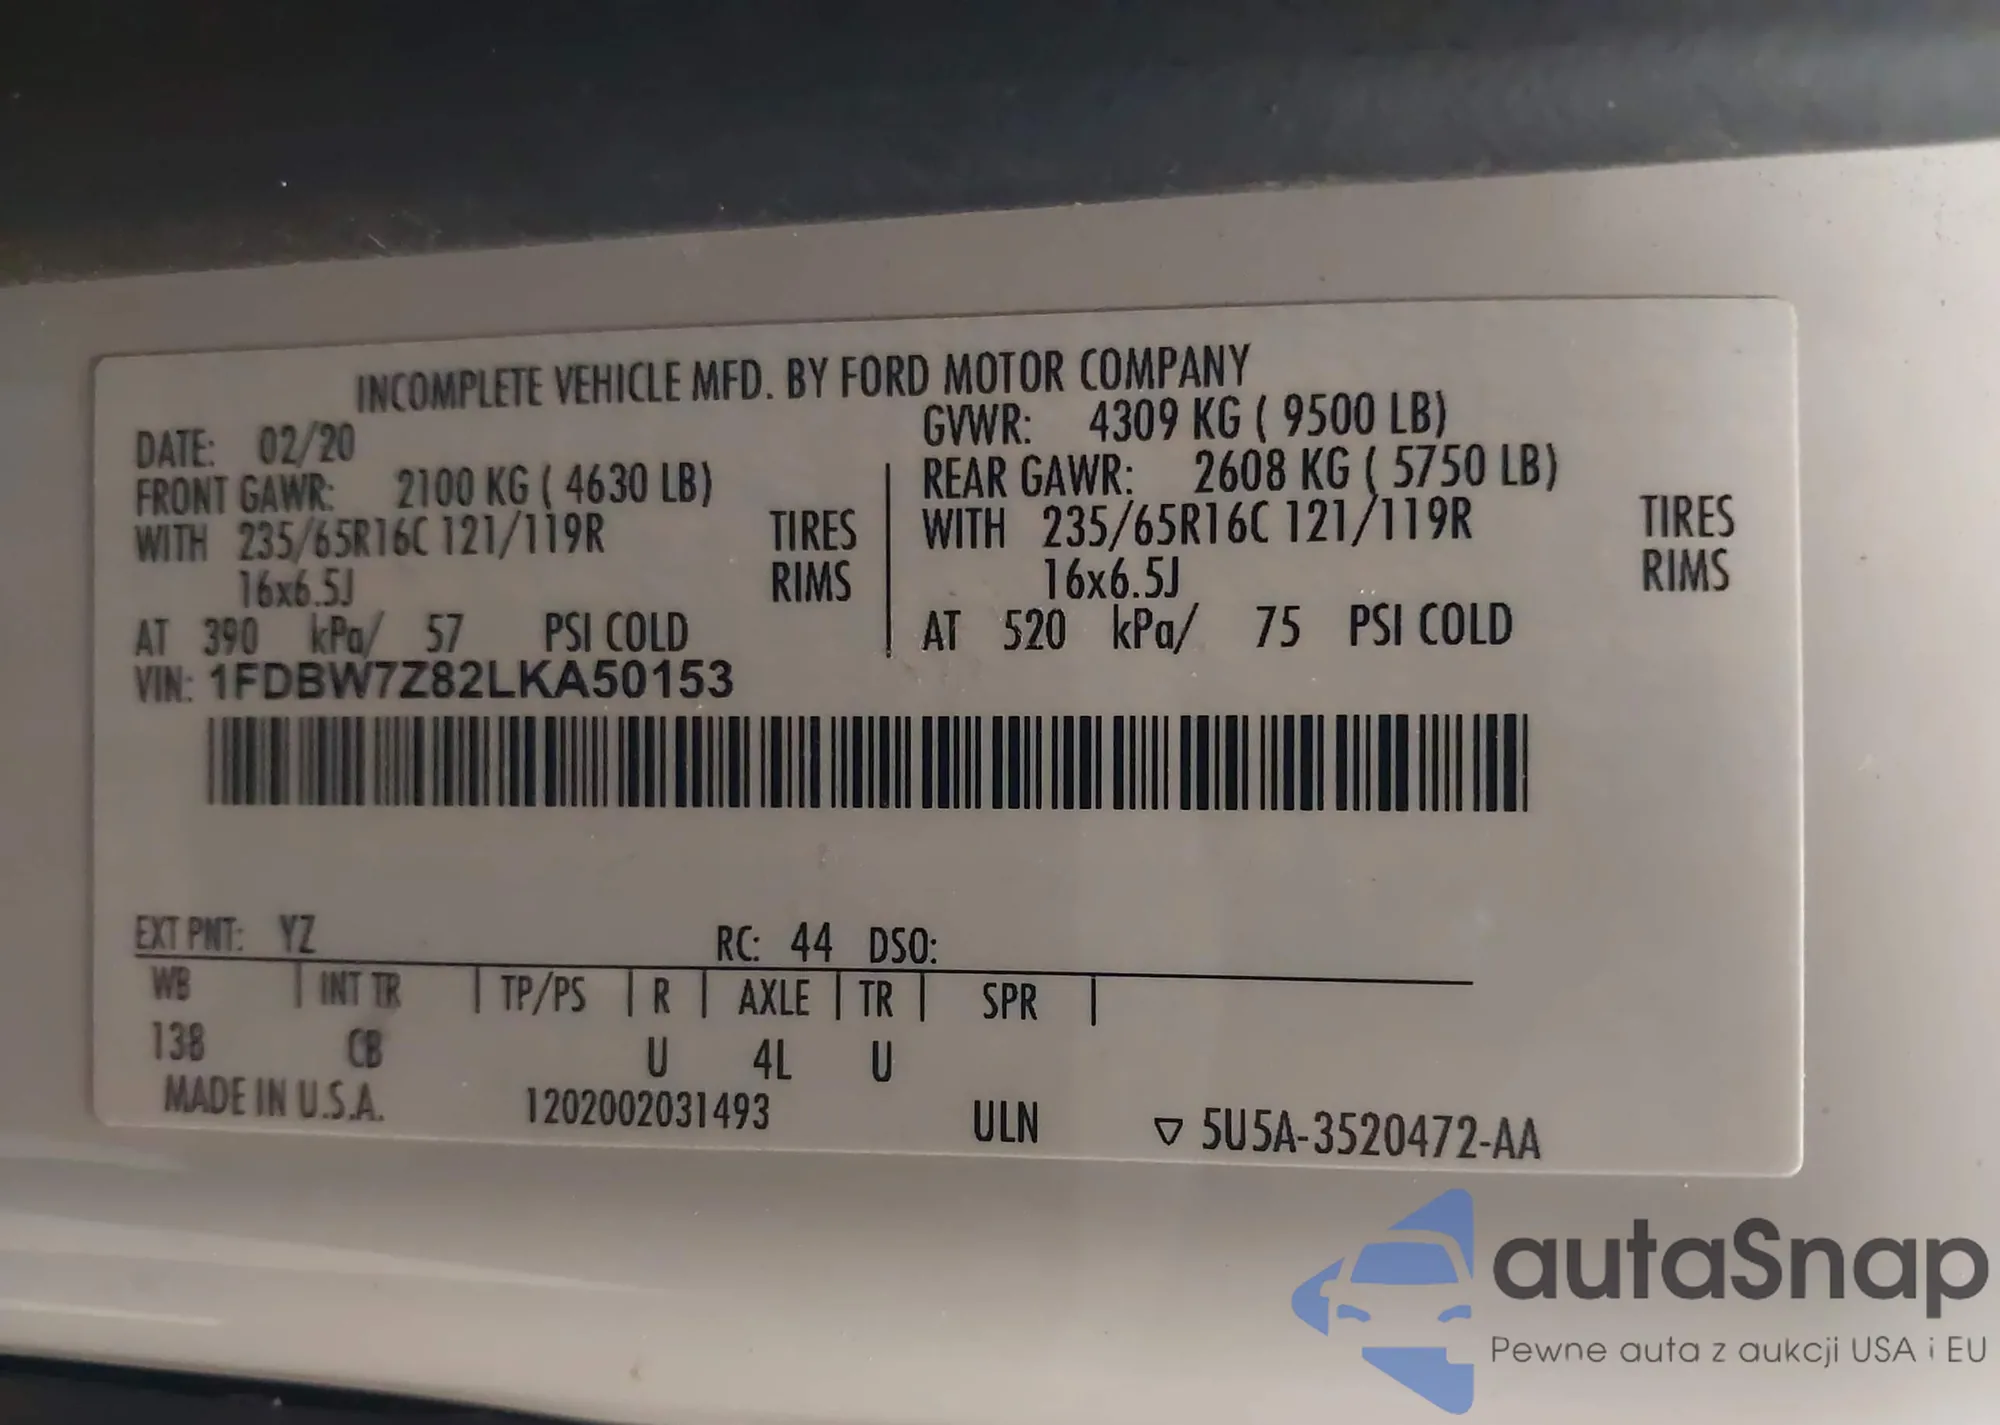 INCOMPLETE VEHICLE MFD. BY FORD MOTOR COMPANY
DATE: 02/20 GVWR: 4309 KG ( 9500 LB)
FRONT GAWR: 2100 KG ( 4630 LB) REAR GAWR: 2608 KG ( 5750 LB)
WITH 235/65R16C 121/119R TIRES WITH 235/65R16C 121/119R TIRES
16x6.5J RIMS 16x6.5J RIMS
AT 390 kPa/ 57 PSI COLD AT 520 kPa/ 75 PSI COLD
VIN: 1FDBW7Z82LKA50153
EXT PNT: YZ RC: 44 DSO:
WB INT TR TP/PS R AXLE TR SPR
138 CB U 4L U
MADE IN U.S.A. 1202002031493 ULN ▽ 5U5A-3520472-AA
autaSnap
Pewne auta z aukcji USA i EU